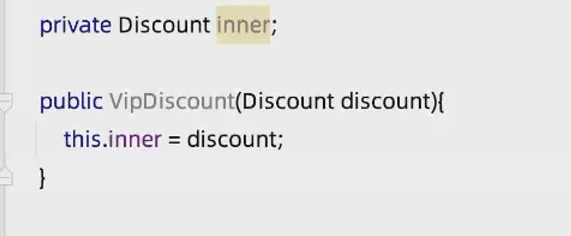 private Discount inner;
public VipDiscount(Discount discount){
this.inner = discount;
}